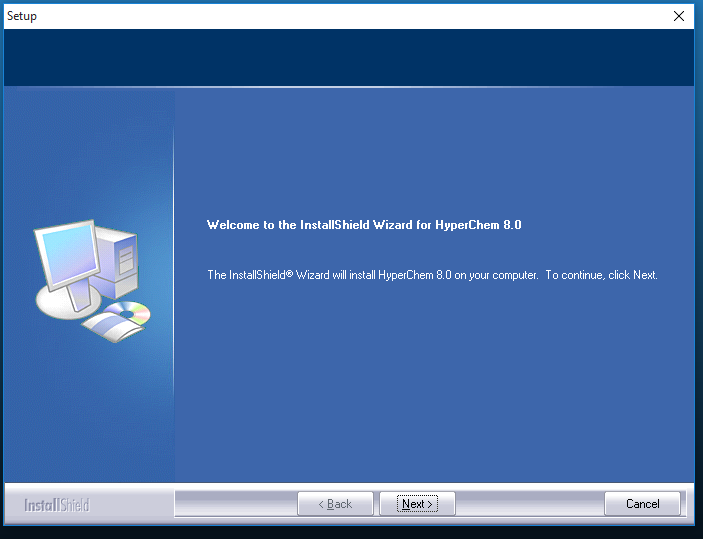 Setup
Welcome to the InstallShield Wizard for HyperChem 8.0
The InstallShield® Wizard will install HyperChem 8.0 on your computer.  To continue, click Next.
InstallShield
< Back
Next >
Cancel